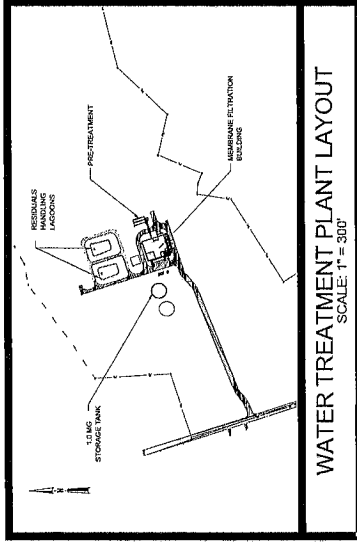 RESIDUALS
HANDLING
LAGOONS
PRE-TREATMENT
1.0 MG
STORAGE TANK
MEMBRANE FILTRATION
BUILDING
N
WATER TREATMENT PLANT LAYOUT
SCALE: 1" = 300'